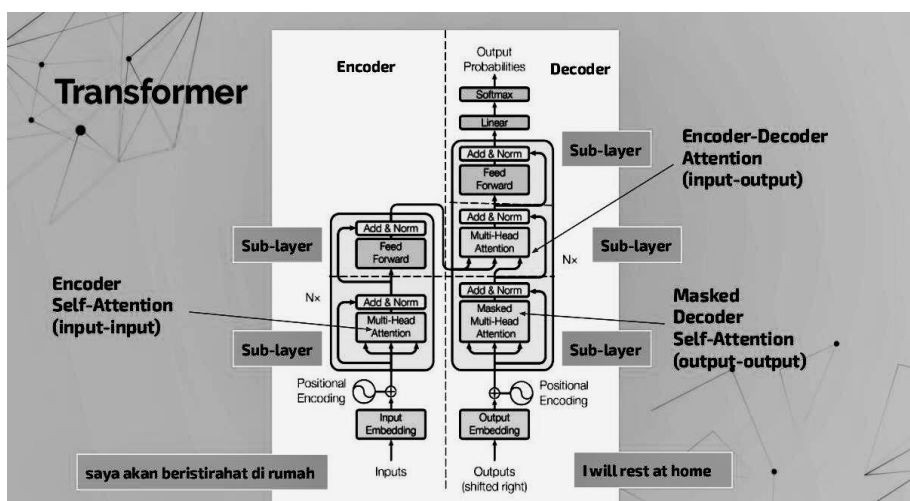 Transformer
Encoder
Decoder
Output
Probabilities
Softmax
Linear
Add & Norm
Feed
Forward
Sub-layer
Add & Norm
Multi-Head
Attention
Sub-layer
Nx
Encoder-Decoder
Attention
(input-output)
Add & Norm
Feed
Forward
Sub-layer
Nx
Add & Norm
Multi-Head
Attention
Sub-layer
Encoder
Self-Attention
(input-input)
Add & Norm
Masked
Multi-Head
Attention
Sub-layer
Masked
Decoder
Self-Attention
(output-output)
Positional
Encoding
Input
Embedding
Inputs
Positional
Encoding
Output
Embedding
Outputs
(shifted right)
saya akan beristirahat di rumah
I will rest at home